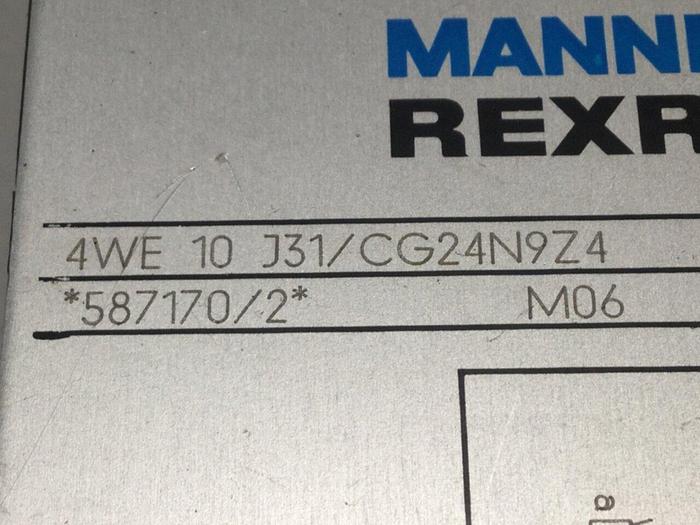 MANN
REXR
4WE 10 J31/CG24N9Z4
*587170/2* M06
a